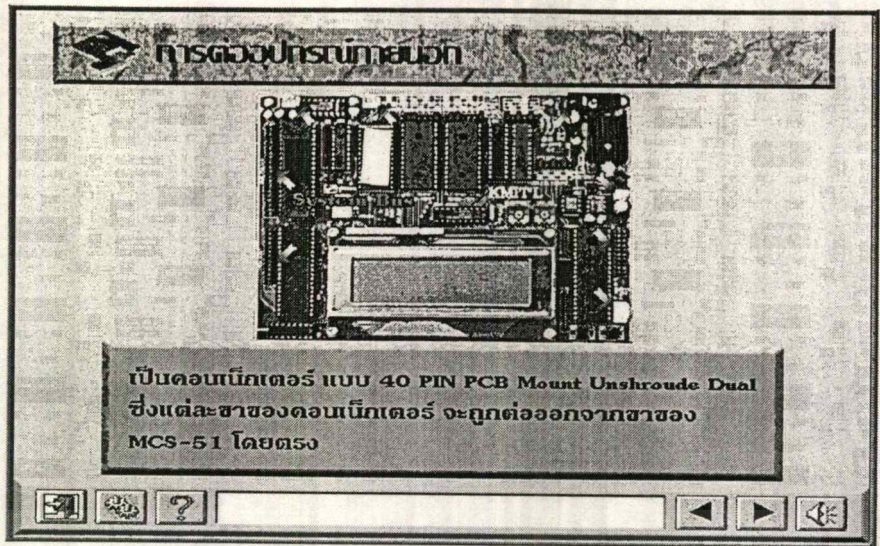 การต่ออุปกรณ์ภายนอก
KMITL
System Bus
เป็นคอนเน็กเตอร์ แบบ 40 PIN PCB Mount Unshroude Dual
ซึ่งแต่ละขาของคอนเน็กเตอร์ จะถูกต่อออกจากขาของ
MCS-51 โดยตรง
?